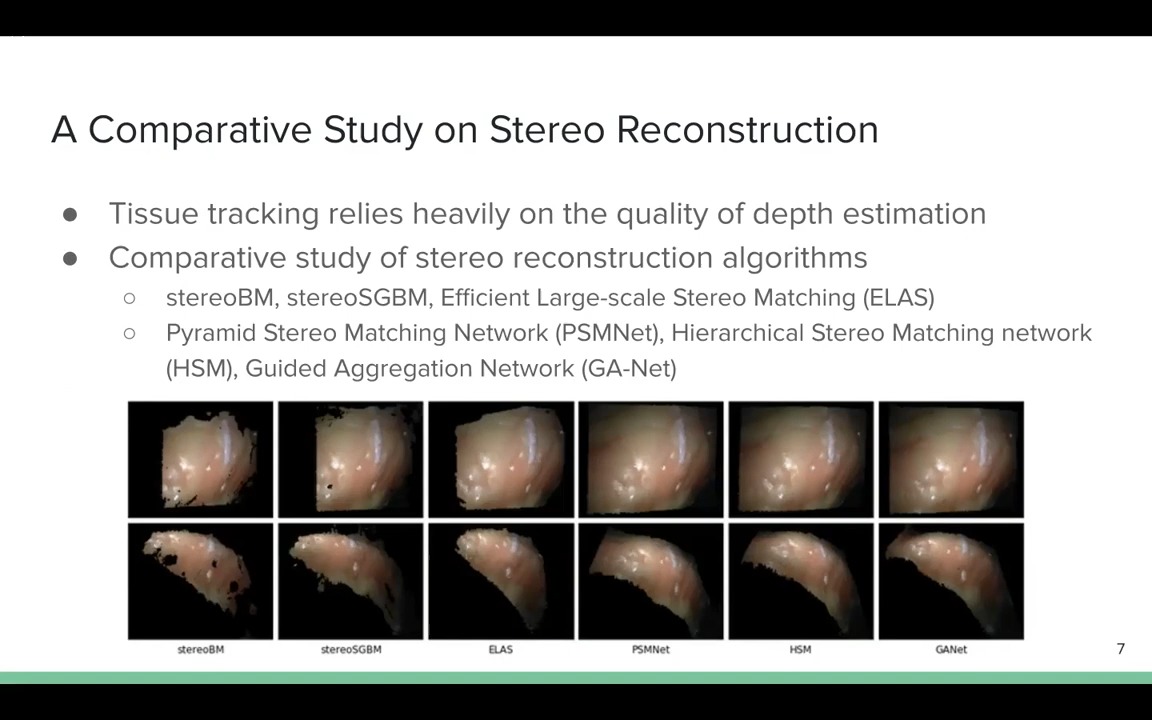 A Comparative Study on Stereo Reconstruction
● Tissue tracking relies heavily on the quality of depth estimation
● Comparative study of stereo reconstruction algorithms
○ stereoBM, stereoSGBM, Efficient Large-scale Stereo Matching (ELAS)
○ Pyramid Stereo Matching Network (PSMNet), Hierarchical Stereo Matching network
(HSM), Guided Aggregation Network (GA-Net)
stereoBM stereoSGBM ELAS PSMNet HSM GANet
7